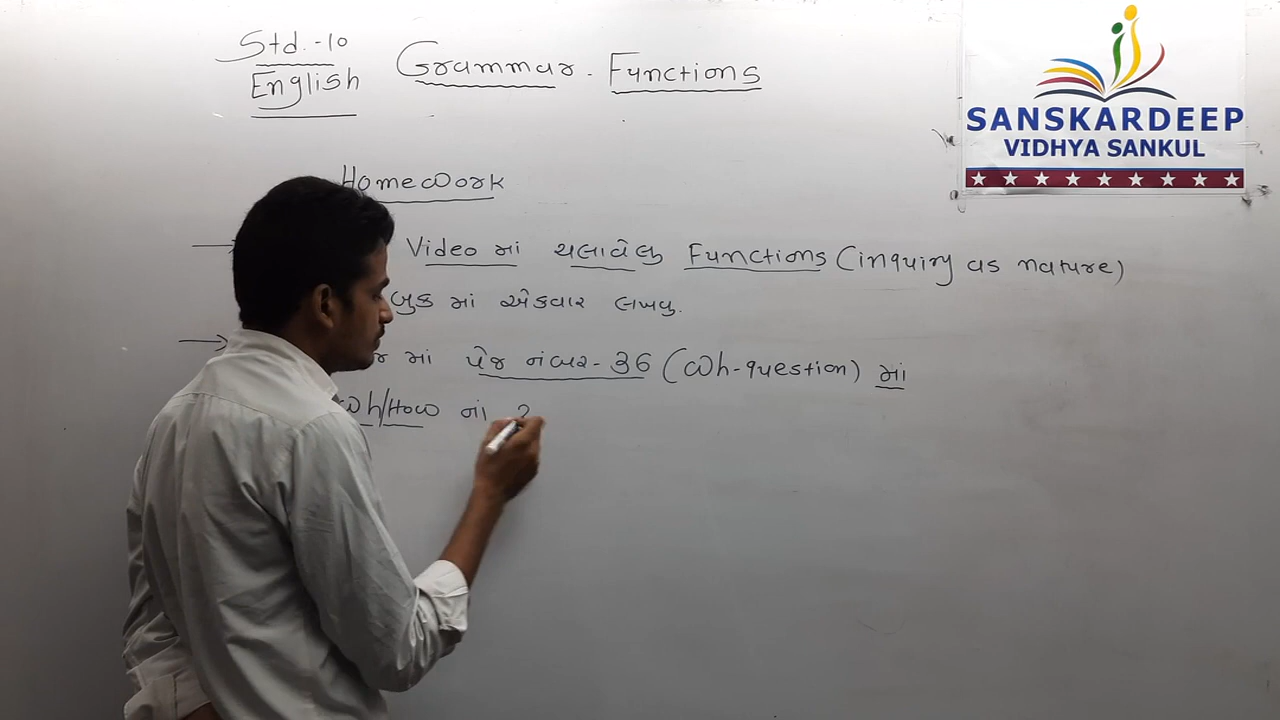 Std.-10
English
Grammar. Functions
SANSKARDEEP
VIDHYA SANKUL
HomeWork
Video માં ચલાવેલુ Functions (inquiry as nature)
બુક માં એકવાર લખવુ.
માં પેજ નંબર-36 (Wh-question) માં
Wh/How નાં